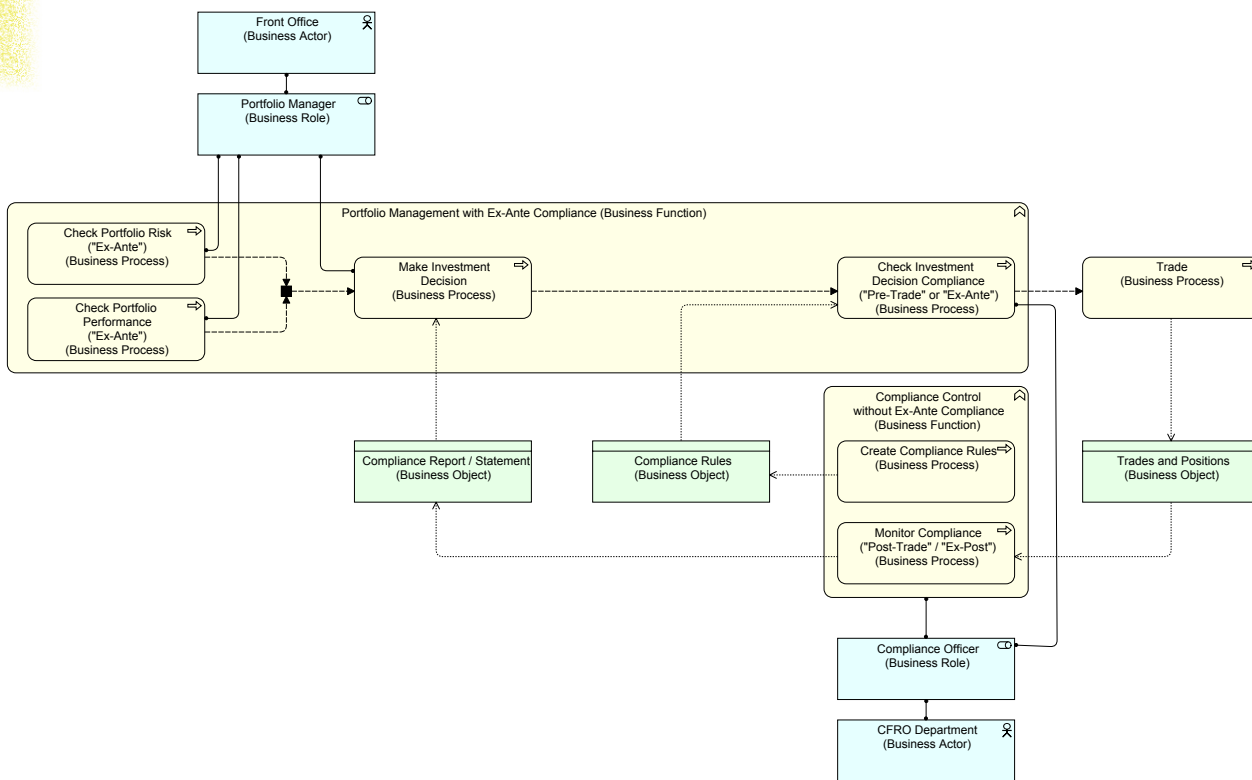 Front Office
(Business Actor)
Portfolio Manager
(Business Role)
Portfolio Management with Ex-Ante Compliance (Business Function)
Check Portfolio Risk
("Ex-Ante")
(Business Process)
Check Portfolio
Performance
("Ex-Ante")
(Business Process)
Make Investment
Decision
(Business Process)
Check Investment
Decision Compliance
("Pre-Trade" or "Ex-Ante")
(Business Process)
Trade
(Business Process)
Compliance Control
without Ex-Ante Compliance
(Business Function)
Compliance Report / Statement
(Business Object)
Compliance Rules
(Business Object)
Create Compliance Rules
(Business Process)
Trades and Positions
(Business Object)
Monitor Compliance
("Post-Trade" / "Ex-Post")
(Business Process)
Compliance Officer
(Business Role)
CFRO Department
(Business Actor)